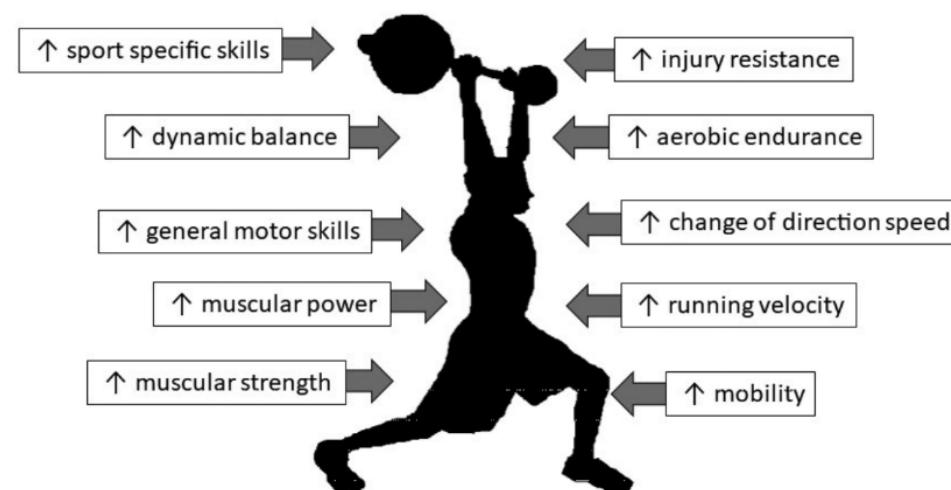 ↑ sport specific skills
↑ injury resistance
↑ dynamic balance
↑ aerobic endurance
↑ general motor skills
↑ change of direction speed
↑ muscular power
↑ running velocity
↑ muscular strength
↑ mobility